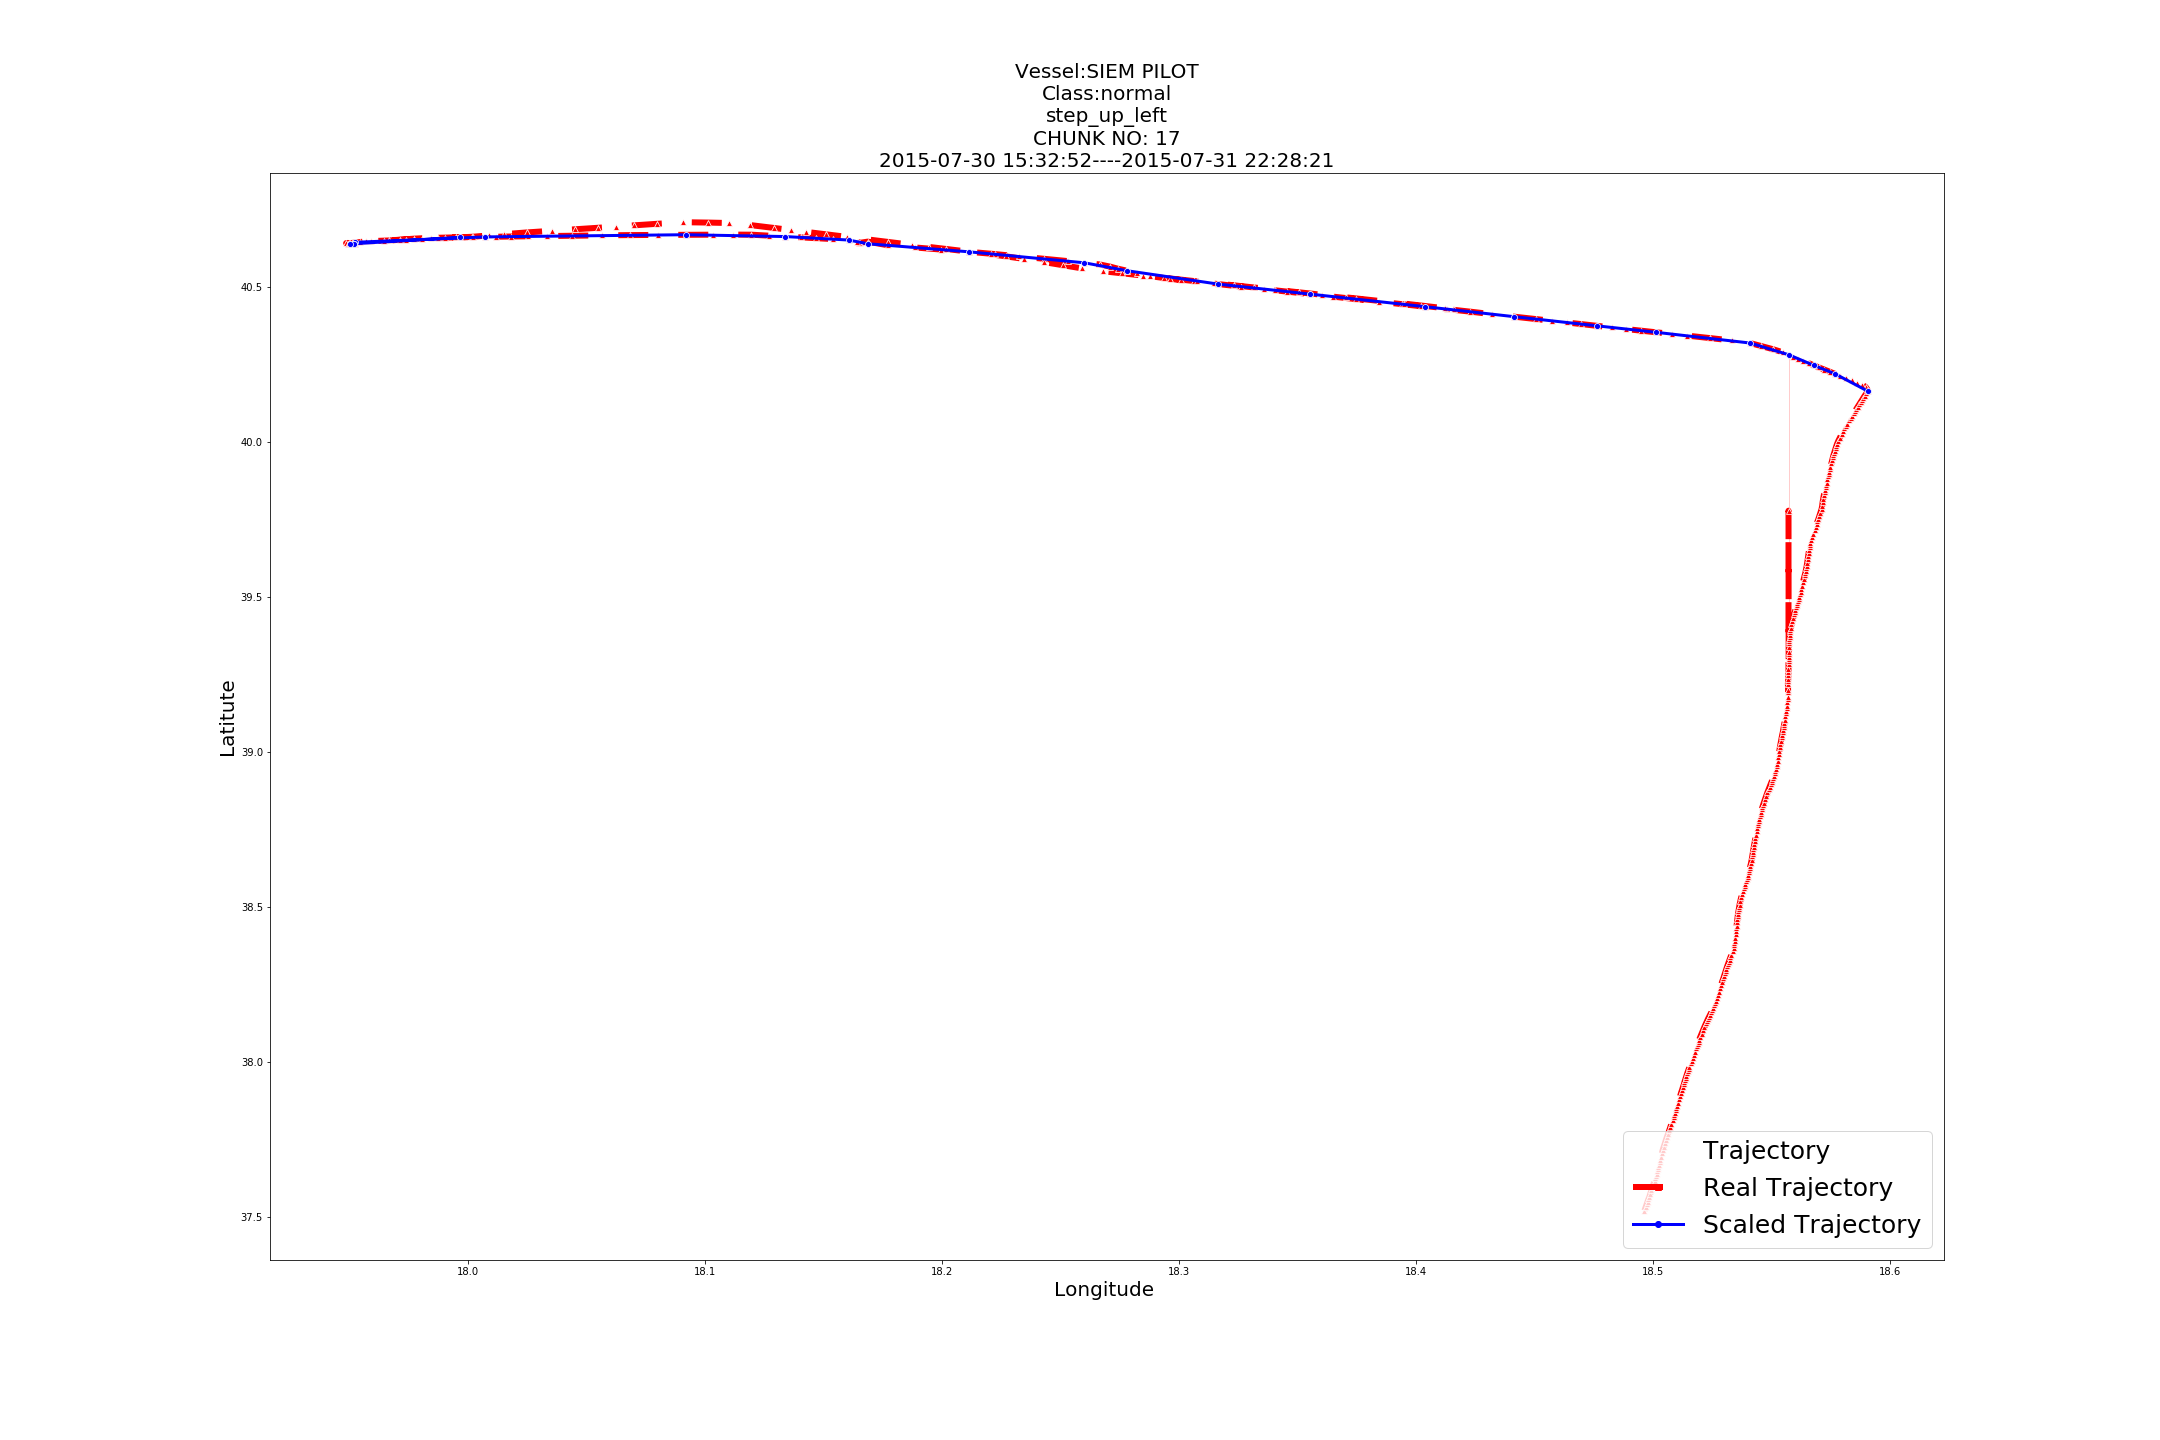 Vessel:SIEM PILOT
Class:normal
step_up_left
CHUNK NO: 17
2015-07-30 15:32:52----2015-07-31 22:28:21
40.5
40.0
39.5
39.0
38.5
38.0
37.5
Latitute
Trajectory
Real Trajectory
Scaled Trajectory
18.0 18.1 18.2 18.3 18.4 18.5 18.6
Longitude